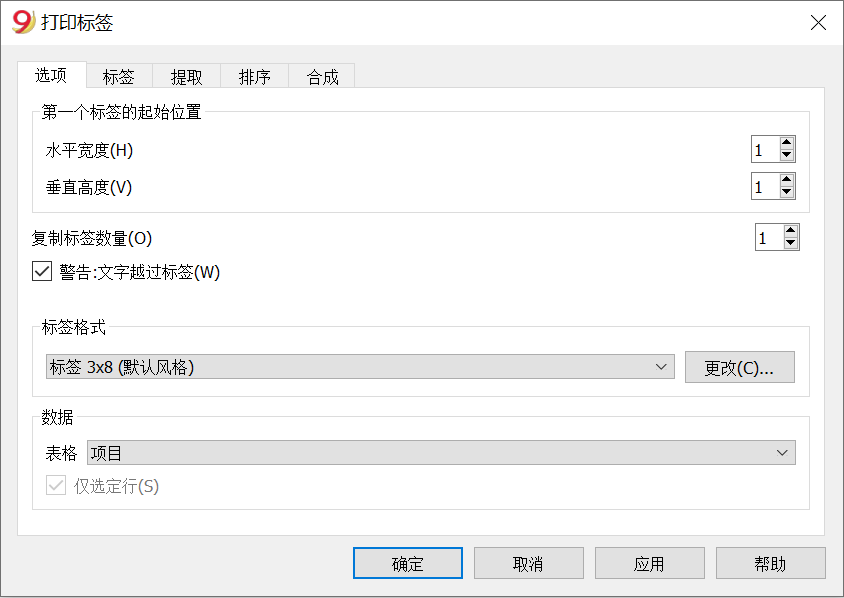 9 打印标签
选项 标签 提取 排序 合成
第一个标签的起始位置
水平宽度(H) 1
垂直高度(V) 1
复制标签数量(O) 1
警告:文字越过标签(W)
标签格式
标签 3x8 (默认风格) 更改(C)...
数据
表格 项目
仅选定行(S)
确定 取消 应用 帮助